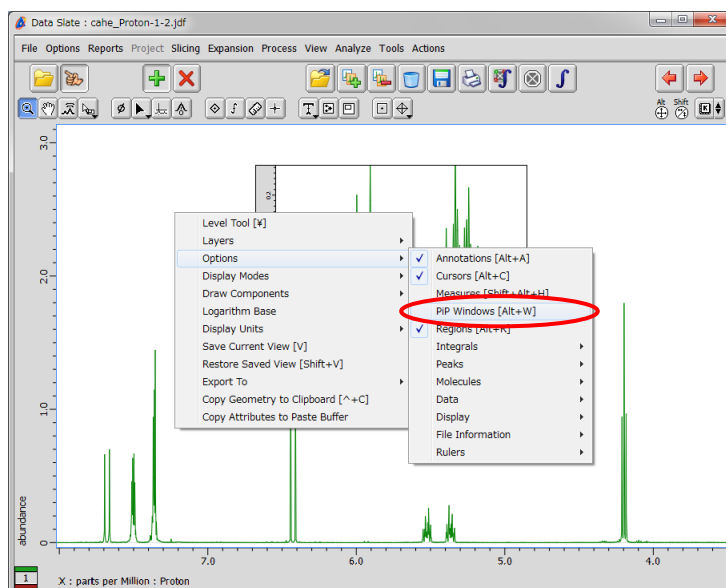 Data Slate : cahe_Proton-1-2.jdf
File Options Reports Project Slicing Expansion Process View Analyze Tools Actions
Alt Shift
3.0
Level Tool [¥]
Layers
Options
Display Modes
Draw Components
Logarithm Base
Display Units
Save Current View [V]
Restore Saved View [Shift+V]
Export To
Copy Geometry to Clipboard [^+C]
Copy Attributes to Paste Buffer
Annotations [Alt+A]
Cursors [Alt+C]
Measures [Shift+Alt+H]
PiP Windows [Alt+W]
Regions [Alt+R]
Integrals
Peaks
Molecules
Data
Display
File Information
Rulers
2.0
1.0
0
abundance
7.0 6.0 5.0 4.0
1
X : parts per Million : Proton